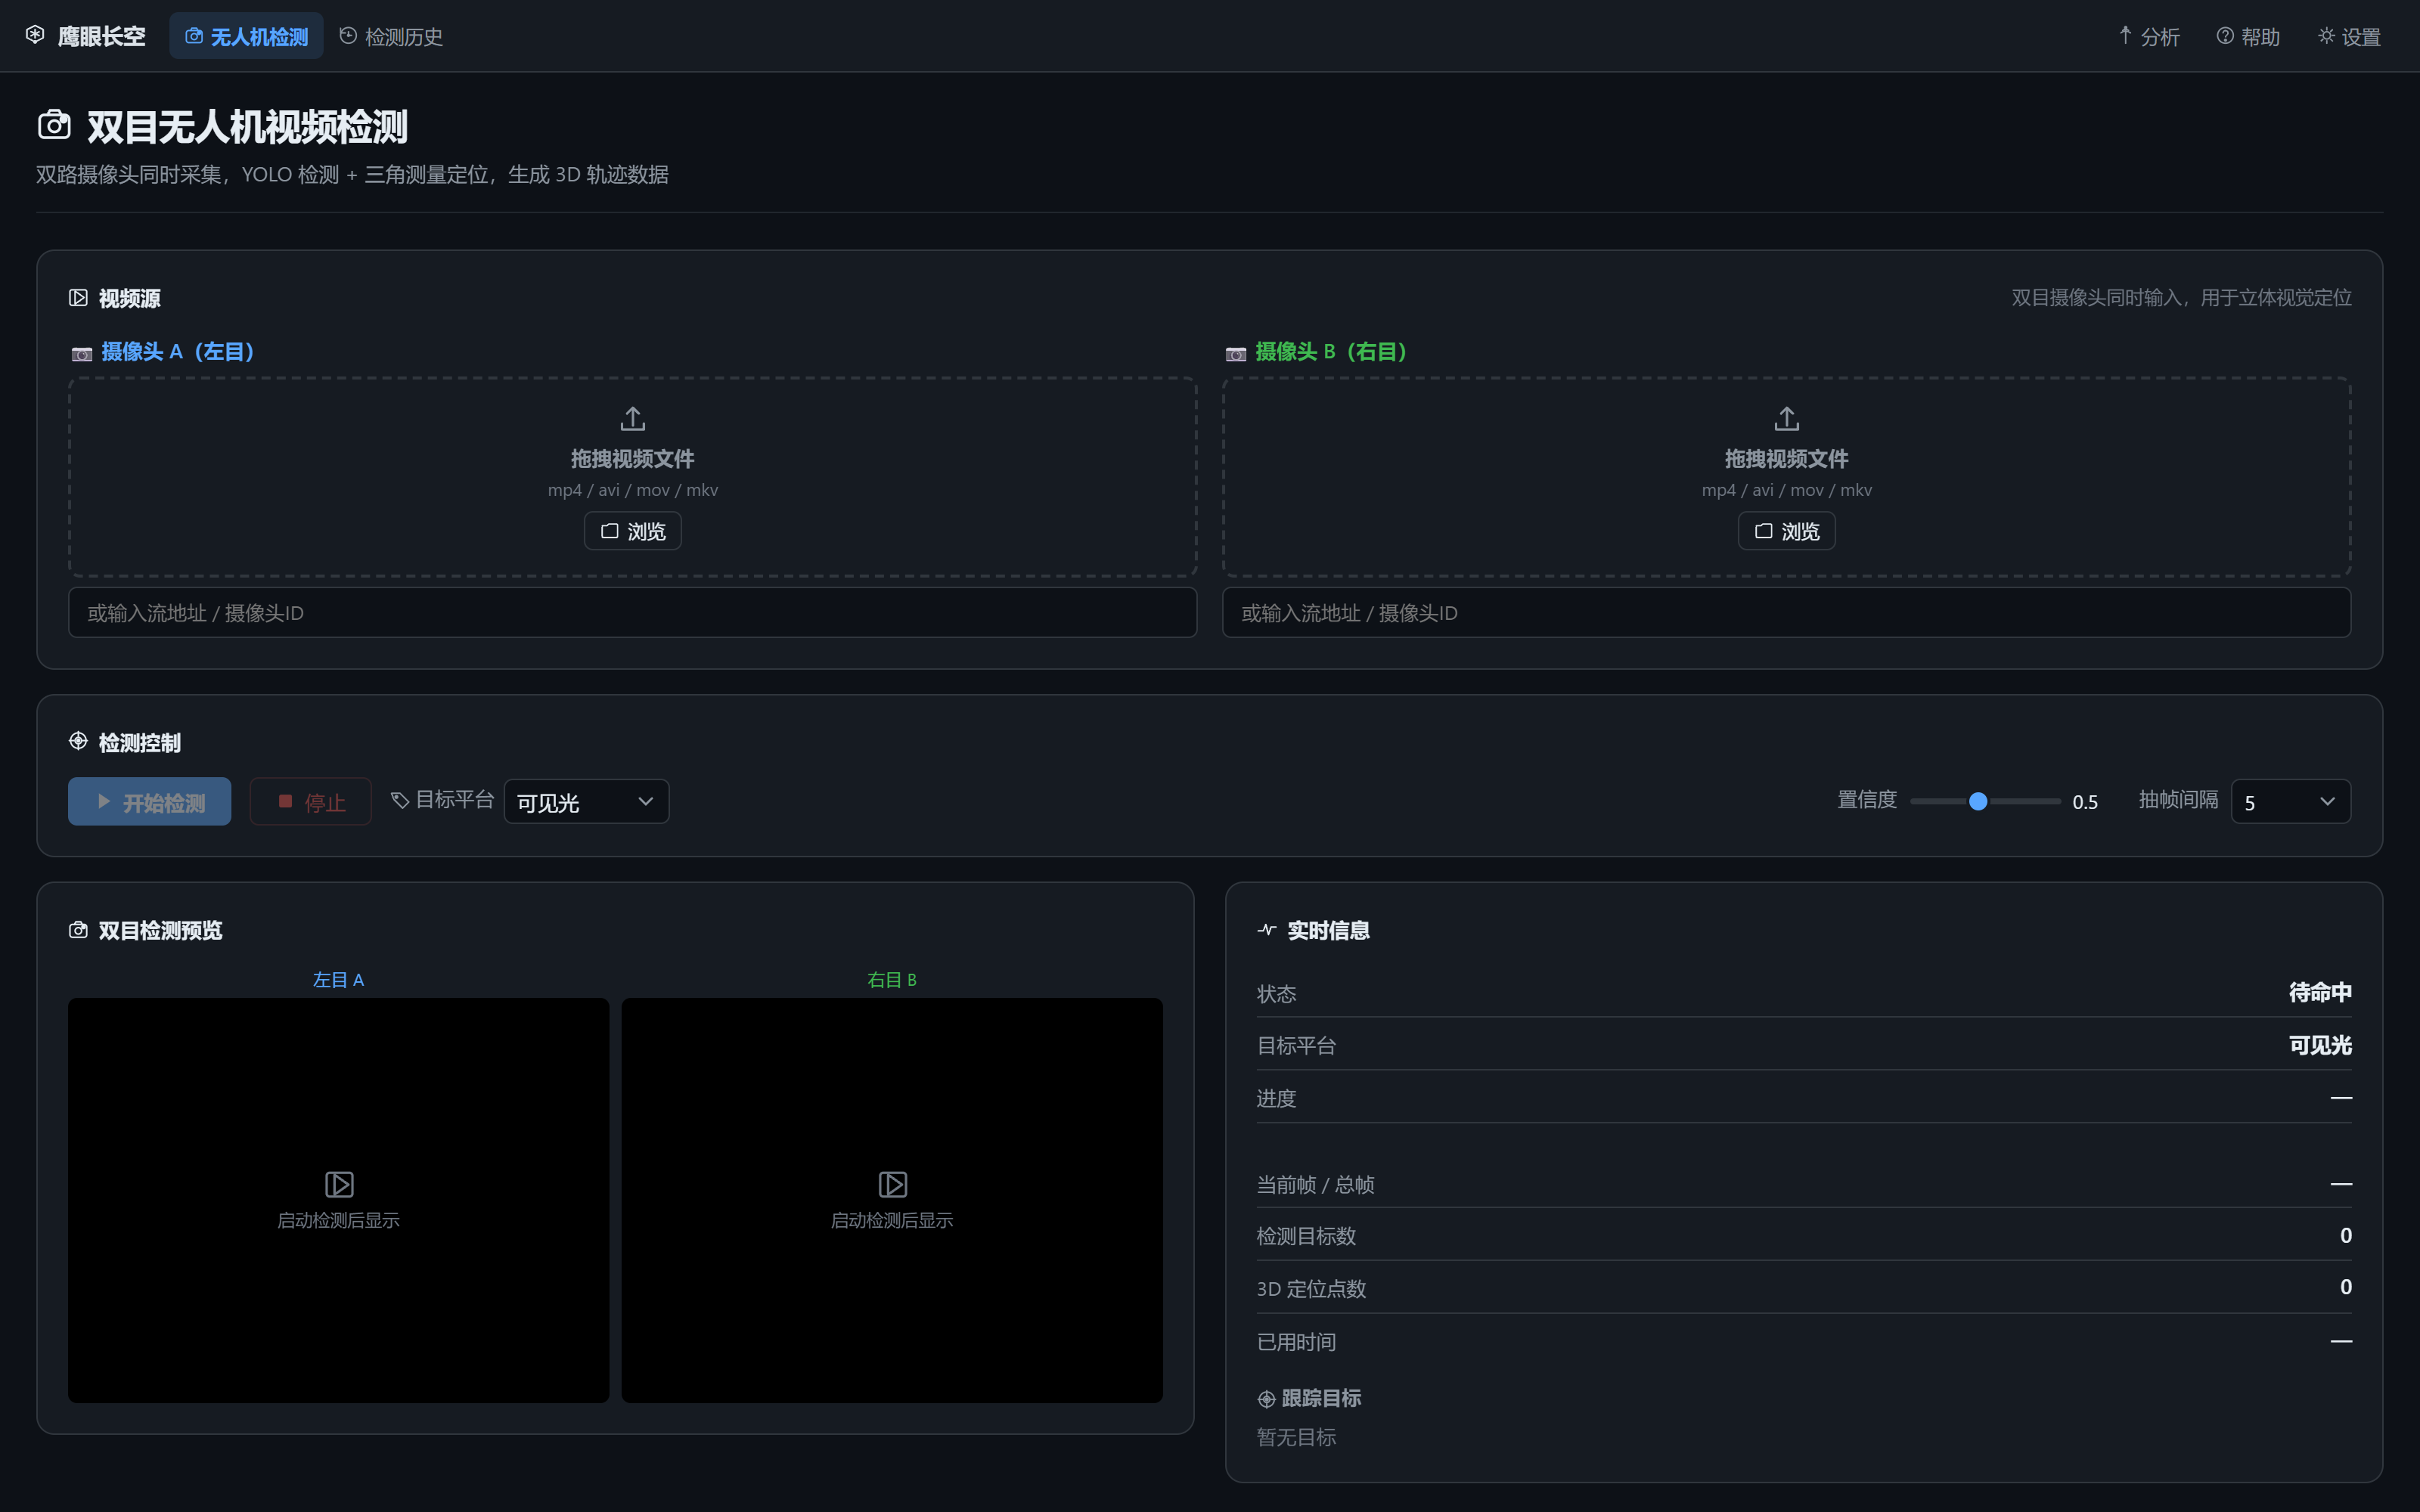 鹰眼长空 无人机检测 检测历史 分析 帮助 设置
双目无人机视频检测
双路摄像头同时采集，YOLO 检测 + 三角测量定位，生成 3D 轨迹数据
视频源 双目摄像头同时输入，用于立体视觉定位
摄像头 A（左目） 摄像头 B（右目）
拖拽视频文件 拖拽视频文件
mp4 / avi / mov / mkv mp4 / avi / mov / mkv
浏览 浏览
或输入流地址 / 摄像头ID 或输入流地址 / 摄像头ID
检测控制
开始检测 停止 目标平台 可见光 置信度 0.5 抽帧间隔 5
双目检测预览
左目 A 右目 B
启动检测后显示 启动检测后显示
实时信息
状态 待命中
目标平台 可见光
进度 —
当前帧 / 总帧 —
检测目标数 0
3D 定位点数 0
已用时间 —
跟踪目标
暂无目标